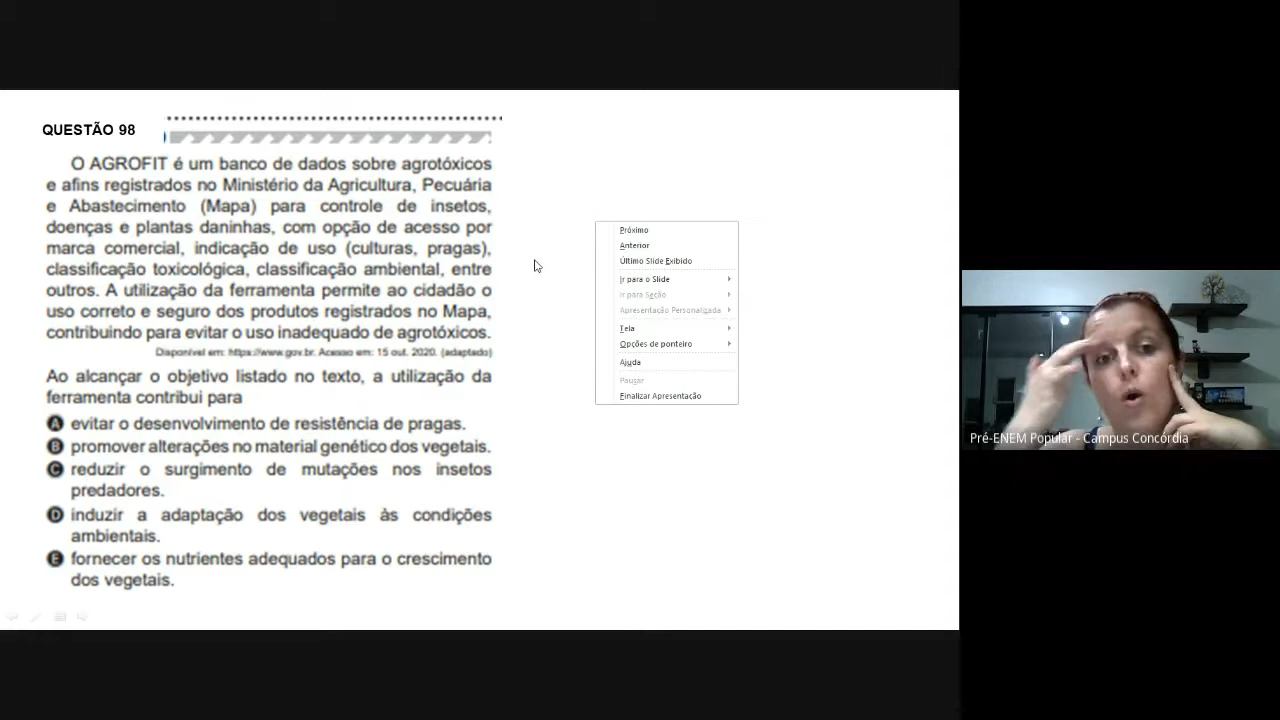 QUESTÃO 98
O AGROFIT é um banco de dados sobre agrotóxicos
e afins registrados no Ministério da Agricultura, Pecuária
e Abastecimento (Mapa) para controle de insetos,
doenças e plantas daninhas, com opção de acesso por
marca comercial, indicação de uso (culturas, pragas),
classificação toxicológica, classificação ambiental, entre
outros. A utilização da ferramenta permite ao cidadão o
uso correto e seguro dos produtos registrados no Mapa,
contribuindo para evitar o uso inadequado de agrotóxicos.
Disponível em: https://www.gov.br. Acesso em: 15 out. 2020. (adaptado)
Ao alcançar o objetivo listado no texto, a utilização da
ferramenta contribui para
A evitar o desenvolvimento de resistência de pragas.
B promover alterações no material genético dos vegetais.
C reduzir o surgimento de mutações nos insetos
predadores.
D induzir a adaptação dos vegetais às condições
ambientais.
E fornecer os nutrientes adequados para o crescimento
dos vegetais.
Próximo
Anterior
Último Slide Exibido
Ir para o Slide
Ir para Seção
Apresentação Personalizada
Tela
Opções de ponteiro
Ajuda
Pausar
Finalizar Apresentação
Pré-ENEM Popular - Campus Concórdia